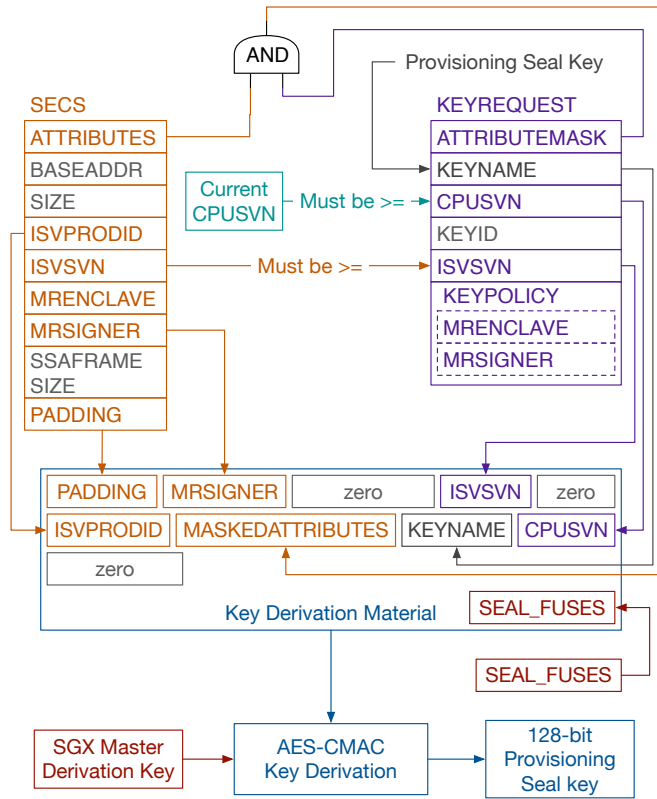 AND
Provisioning Seal Key
SECS
KEYREQUEST
ATTRIBUTES
ATTRIBUTEMASK
BASEADDR
KEYNAME
SIZE
Current
CPUSVN
Must be >=
CPUSVN
ISVPRODID
KEYID
ISVSVN
Must be >=
ISVSVN
MRENCLAVE
KEYPOLICY
MRSIGNER
MRENCLAVE
SSAFRAME
SIZE
MRSIGNER
PADDING
PADDING
MRSIGNER
zero
ISVSVN
zero
ISVPRODID
MASKEDATTRIBUTES
KEYNAME
CPUSVN
zero
Key Derivation Material
SEAL_FUSES
SEAL_FUSES
SGX Master
Derivation Key
AES-CMAC
Key Derivation
128-bit
Provisioning
Seal key